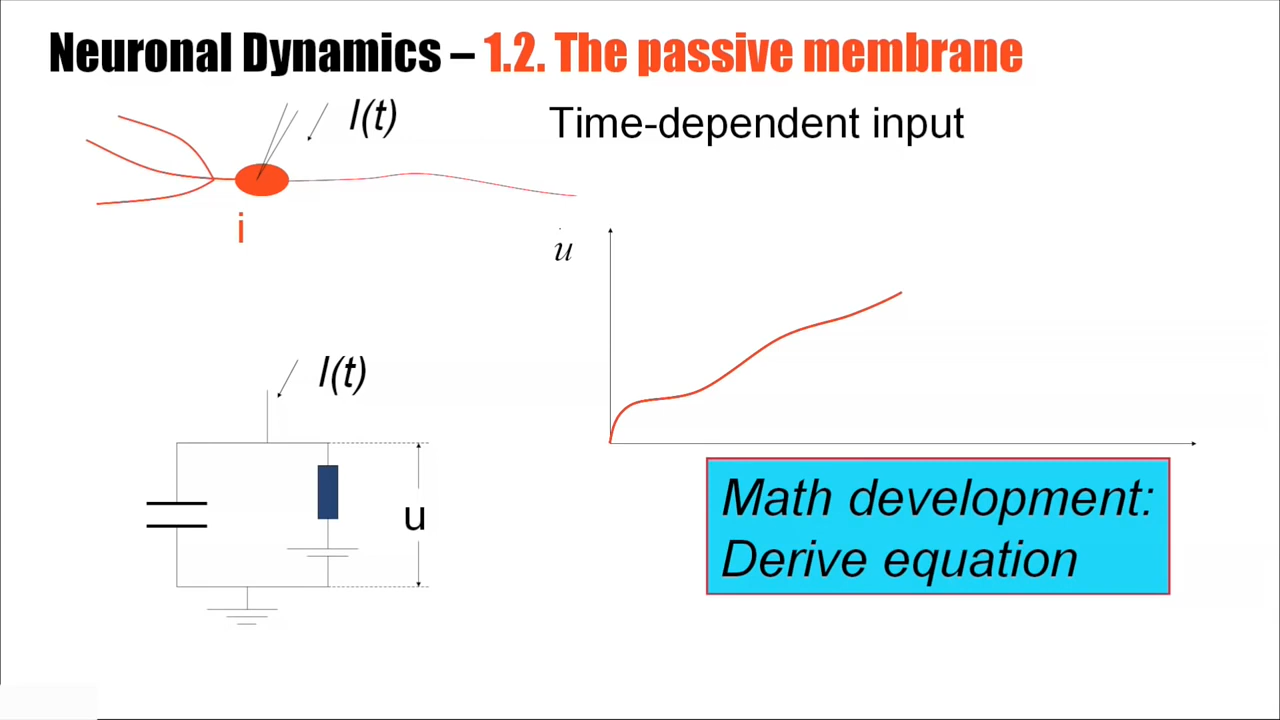 Neuronal Dynamics – 1.2. The passive membrane
I(t)
Time-dependent input
i
u
I(t)
u
Math development:
Derive equation